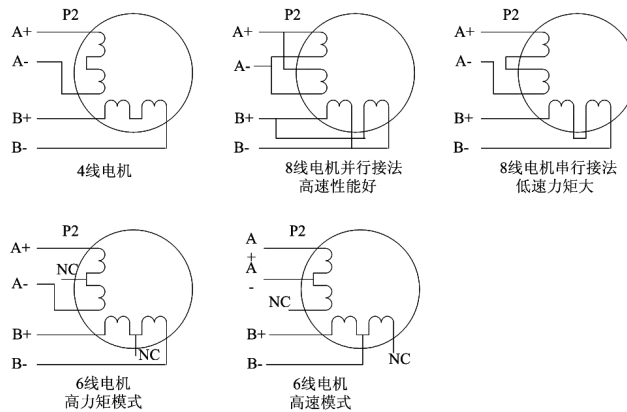 P2
A+
A-
B+
B-
4线电机
P2
A+
A-
B+
B-
8线电机并行接法
高速性能好
P2
A+
A-
B+
B-
8线电机串行接法
低速力矩大
P2
A+
NC
A-
B+
NC
B-
6线电机
高力矩模式
P2
A
+
A
-
NC
B+
B-
NC
6线电机
高速模式